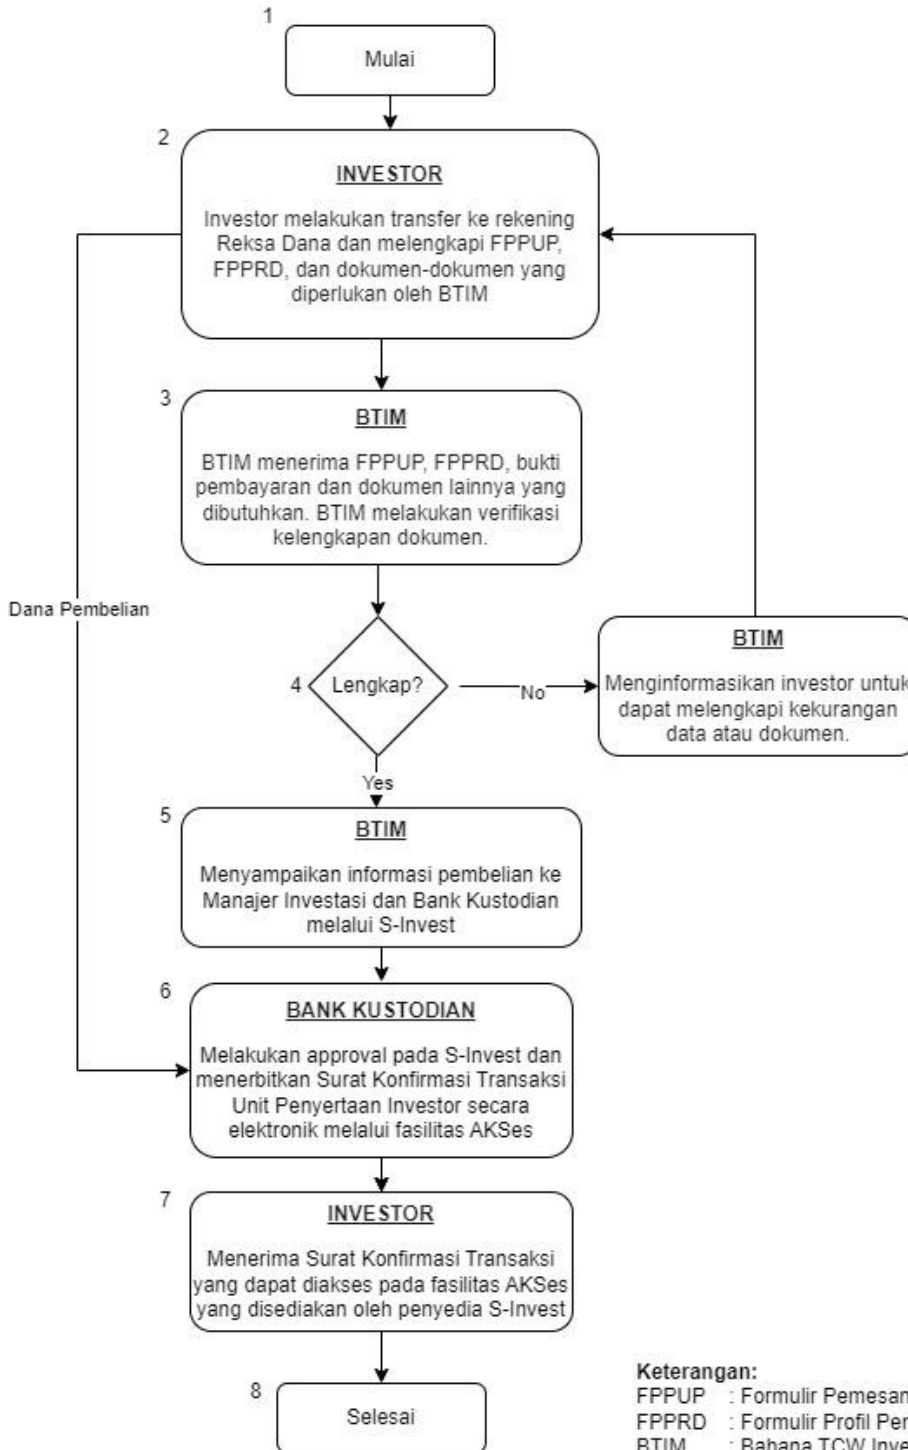 1
Mulai
2
INVESTOR
Investor melakukan transfer ke rekening
Reksa Dana dan melengkapi FPPUP,
FPPRD, dan dokumen-dokumen yang
diperlukan oleh BTIM
3
BTIM
BTIM menerima FPPUP, FPPRD, bukti
pembayaran dan dokumen lainnya yang
dibutuhkan. BTIM melakukan verifikasi
kelengkapan dokumen.
Dana Pembelian
4
Lengkap?
No
BTIM
Menginformasikan investor untuk
dapat melengkapi kekurangan
data atau dokumen.
Yes
5
BTIM
Menyampaikan informasi pembelian ke
Manajer Investasi dan Bank Kustodian
melalui S-Invest
6
BANK KUSTODIAN
Melakukan approval pada S-Invest dan
menerbitkan Surat Konfirmasi Transaksi
Unit Penyertaan Investor secara
elektronik melalui fasilitas AKSes
7
INVESTOR
Menerima Surat Konfirmasi Transaksi
yang dapat diakses pada fasilitas AKSes
yang disediakan oleh penyedia S-Invest
8
Selesai
Keterangan:
FPPUP : Formulir
FPPRD : Formulir Profil
BTIM : Bahana TCW